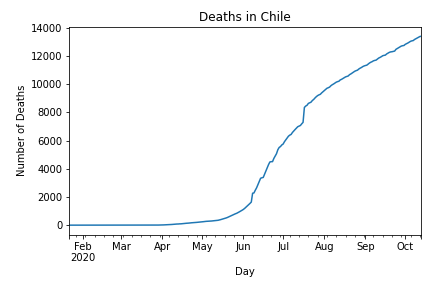 Deaths in Chile
14000
12000
10000
8000
6000
4000
2000
0
Number of Deaths
Feb Mar Apr May Jun Jul Aug Sep Oct
2020
Day